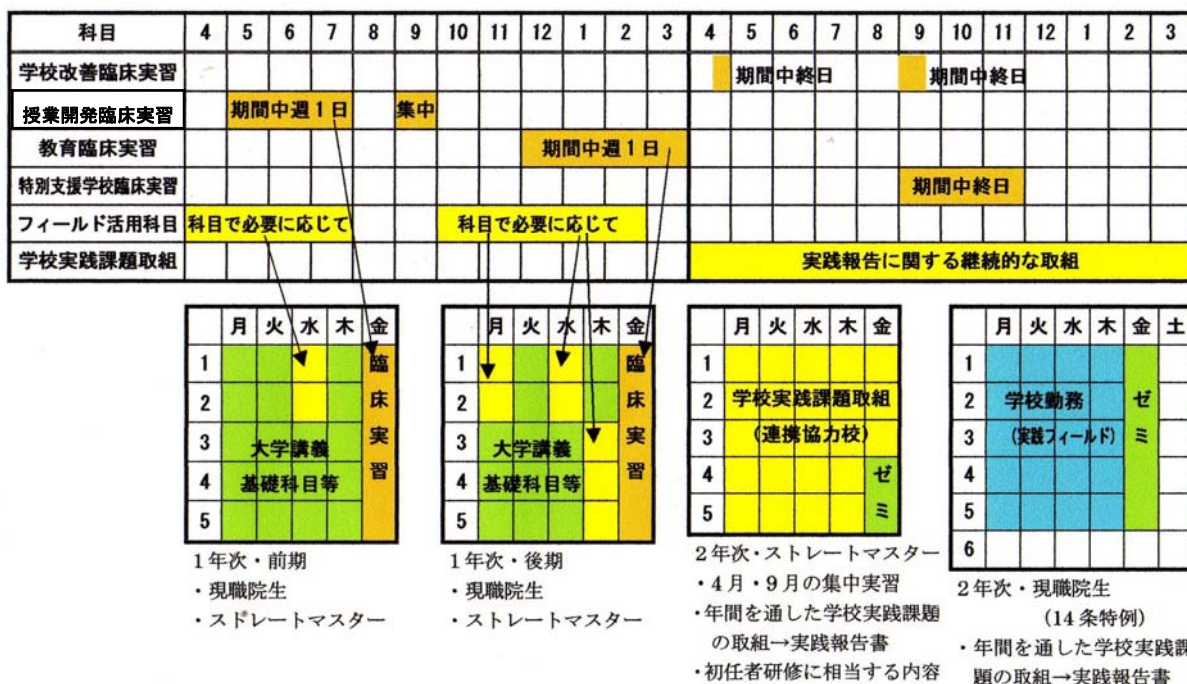 科目 4 5 6 7 8 9 10 11 12 1 2 3 4 5 6 7 8 9 10 11 12 1 2 3
学校改善臨床実習 期間中終日 期間中終日
授業開発臨床実習 期間中週1日 集中
教育臨床実習 期間中週1日
特別支援学校臨床実習 期間中終日
フィールド活用科目 科目で必要に応じて 科目で必要に応じて
学校実践課題取組 実践報告に関する継続的な取組
月 火 水 木 金
1 臨
2 床
3 大学講義 実
4 基礎科目等 習
5
1年次・前期
・現職院生
・ストレートマスター
月 火 水 木 金
1 臨
2 床
3 大学講義 実
4 基礎科目等 習
5
1年次・後期
・現職院生
・ストレートマスター
月 火 水 木 金
1
2 学校実践課題取組
3 (連携協力校)
4 ゼ
5 ミ
2年次・ストレートマスター
・4月・9月の集中実習
・年間を通した学校実践課題
の取組→実践報告書
・初任者研修に相当する内容
月 火 水 木 金 土
1
2 学校勤務 ゼ
3 (実践フィールド) ミ
4
5
6
2年次・現職院生
(14条特例)
・年間を通した学校実践課
題の取組→実践報告書